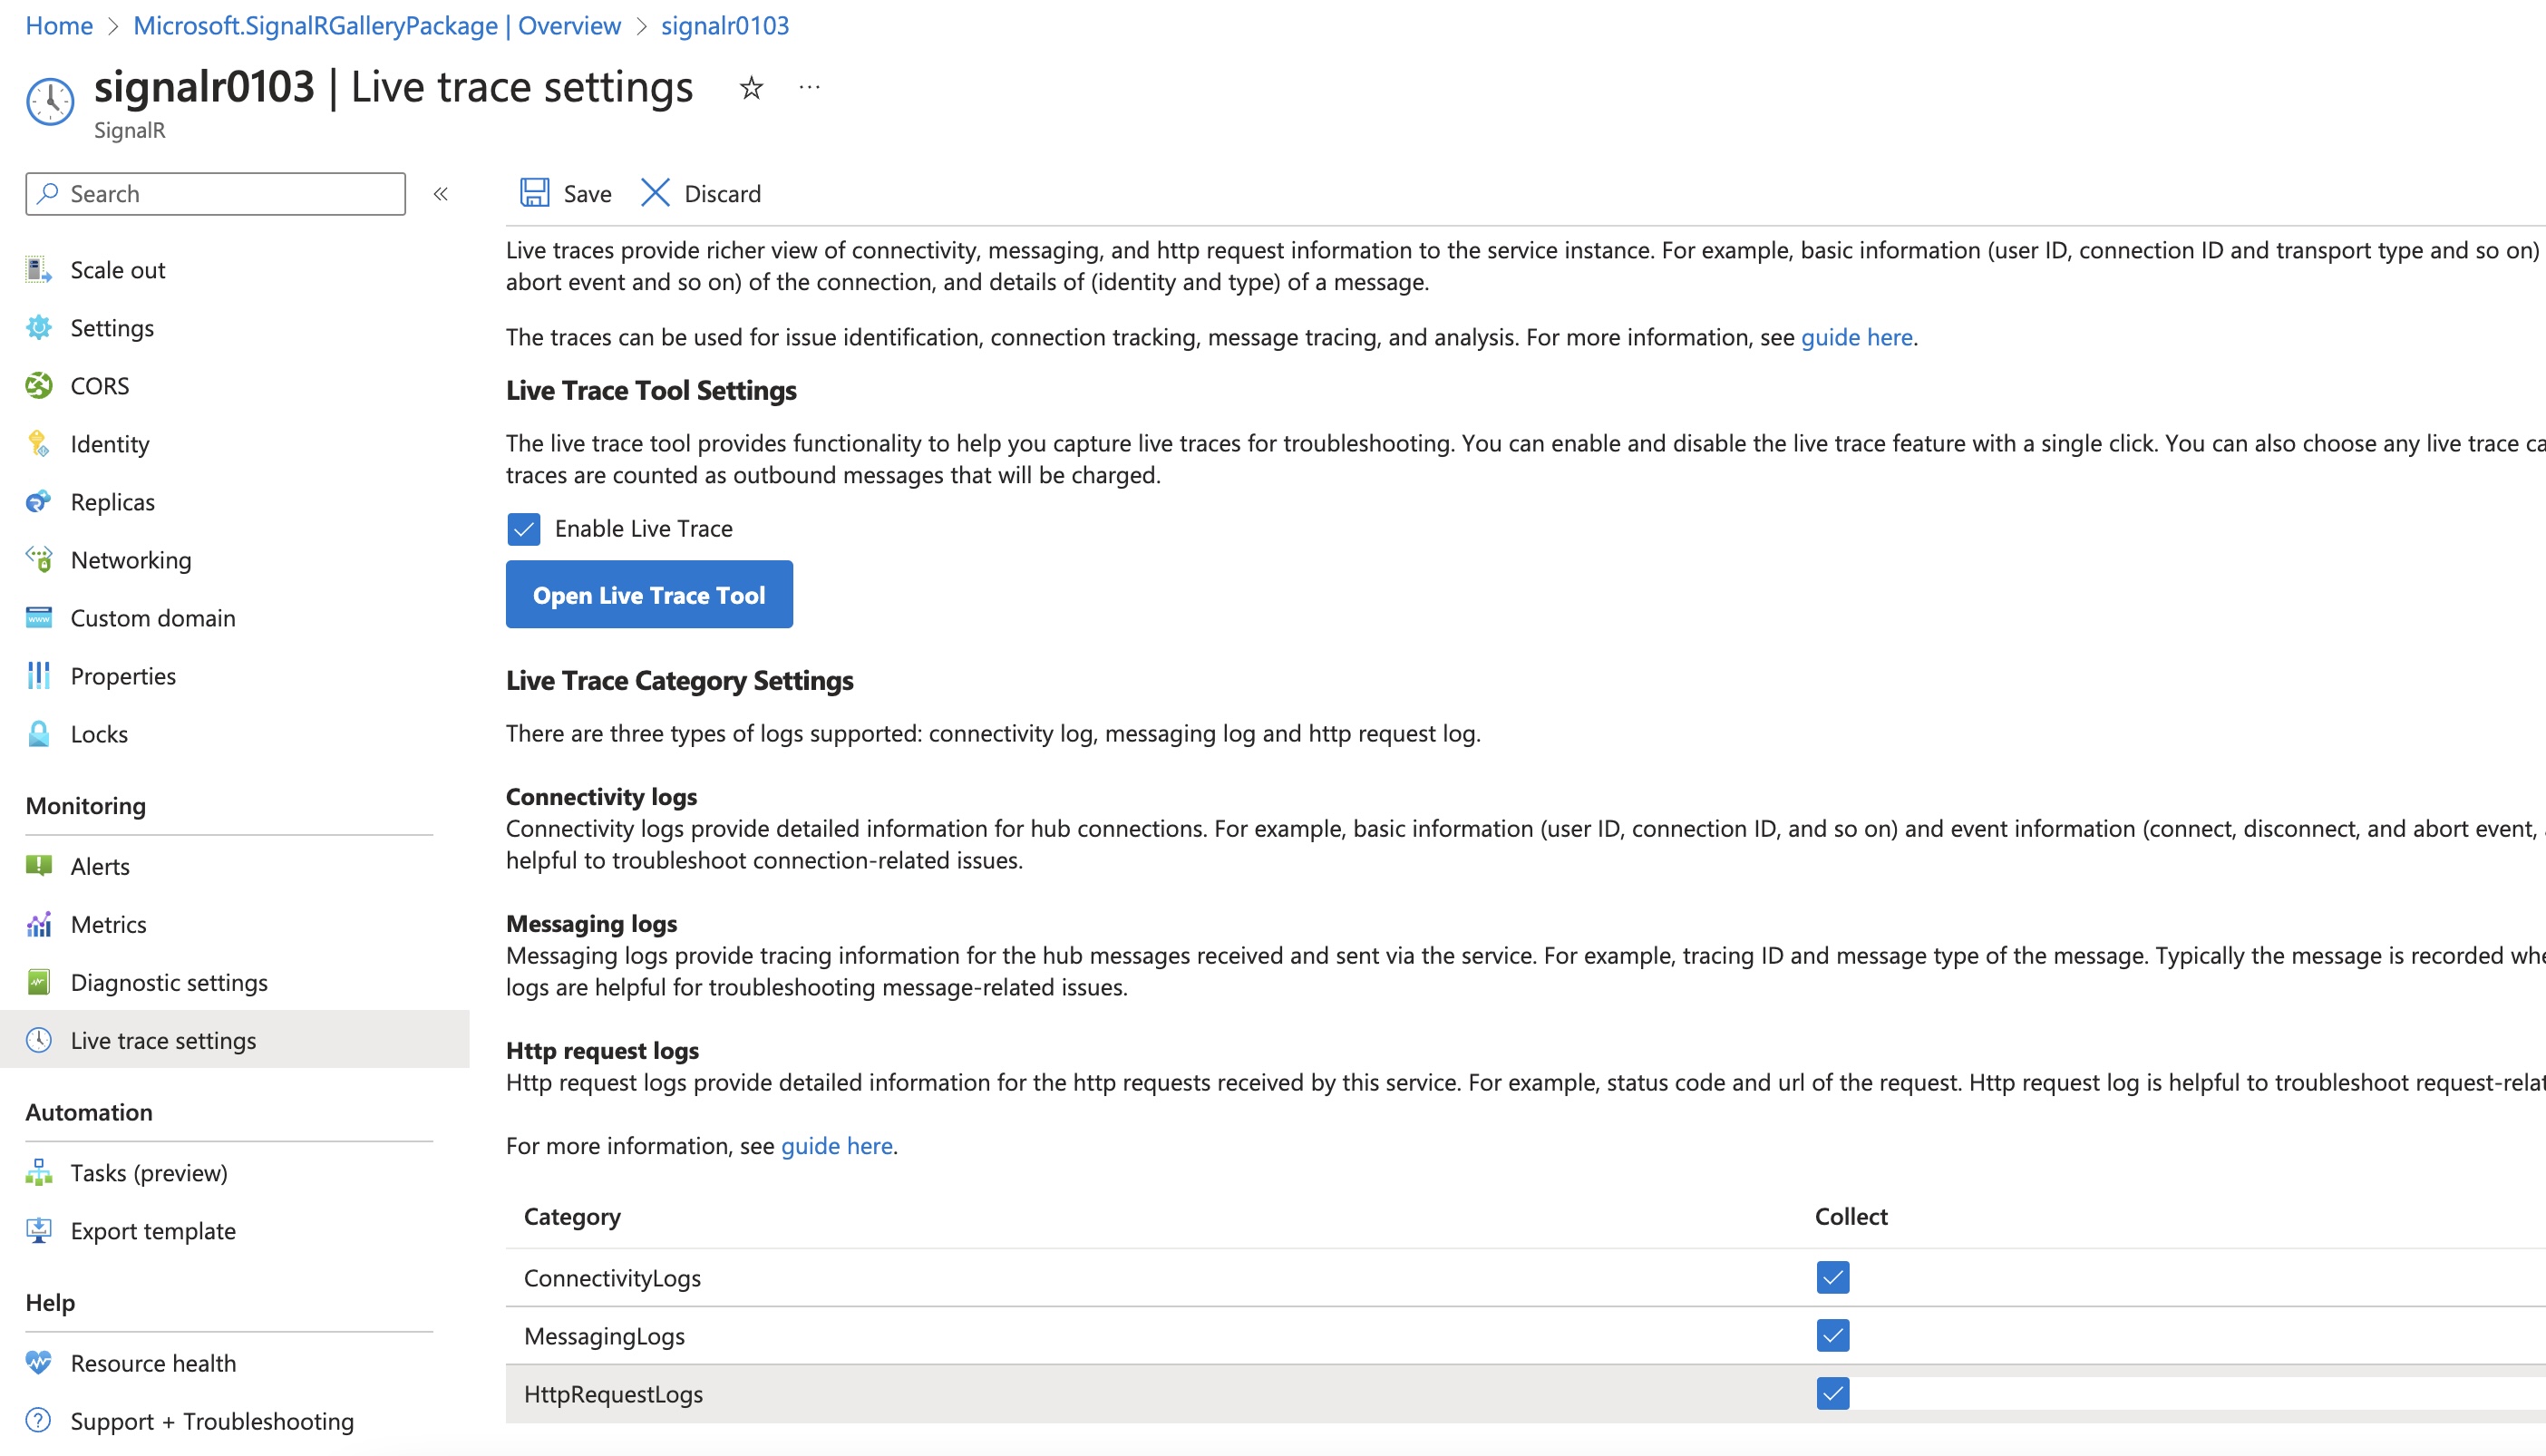 Home > Microsoft.SignalRGalleryPackage | Overview > signalr0103
signalr0103 | Live trace settings
SignalR
Search
Scale out
Settings
CORS
Identity
Replicas
Networking
Custom domain
Properties
Locks
Monitoring
Alerts
Metrics
Diagnostic settings
Live trace settings
Automation
Tasks (preview)
Export template
Help
Resource health
Support + Troubleshooting
Save Discard
Live traces provide richer view of connectivity, messaging, and http request information to the service instance. For example, basic information (user ID, connection ID and transport type and so on)
abort event and so on) of the connection, and details of (identity and type) of a message.
The traces can be used for issue identification, connection tracking, message tracing, and analysis. For more information, see guide here.
Live Trace Tool Settings
The live trace tool provides functionality to help you capture live traces for troubleshooting. You can enable and disable the live trace feature with a single click. You can also choose any live trace ca
traces are counted as outbound messages that will be charged.
Enable Live Trace
Open Live Trace Tool
Live Trace Category Settings
There are three types of logs supported: connectivity log, messaging log and http request log.
Connectivity logs
Connectivity logs provide detailed information for hub connections. For example, basic information (user ID, connection ID, and so on) and event information (connect, disconnect, and abort event,
helpful to troubleshoot connection-related issues.
Messaging logs
Messaging logs provide tracing information for the hub messages received and sent via the service. For example, tracing ID and message type of the message. Typically the message is recorded whe
logs are helpful for troubleshooting message-related issues.
Http request logs
Http request logs provide detailed information for the http requests received by this service. For example, status code and url of the request. Http request log is helpful to troubleshoot request-relat
For more information, see guide here.
Category Collect
ConnectivityLogs
MessagingLogs
HttpRequestLogs